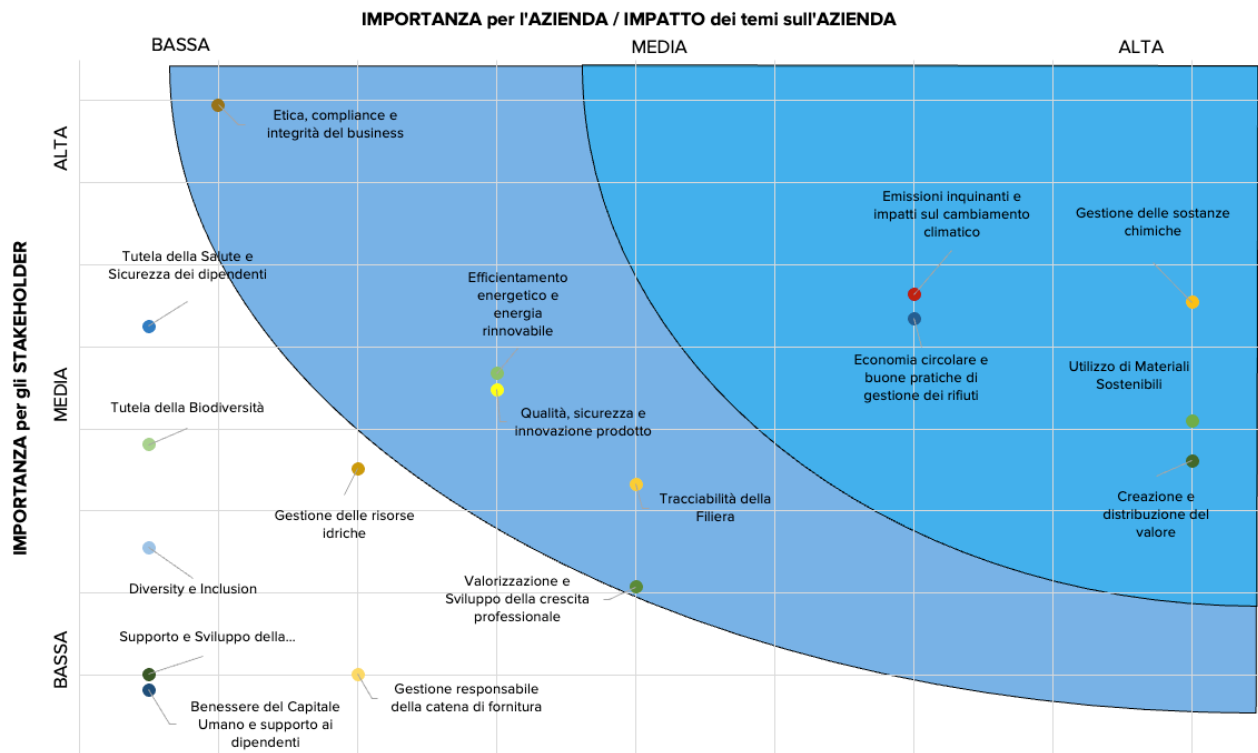 IMPORTANZA per l'AZIENDA / IMPATTO dei temi sull'AZIENDA
BASSA
MEDIA
ALTA
IMPORTANZA per gli STAKEHOLDER
ALTA
MEDIA
BASSA
Etica, compliance e
integrità del business
Emissioni inquinanti e
impatti sul cambiamento
climatico
Gestione delle sostanze
chimiche
Tutela della Salute e
Sicurezza dei dipendenti
Efficientamento
energetico e
energia
rinnovabile
Economia circolare e
buone pratiche di
gestione dei rifiuti
Utilizzo di Materiali
Sostenibili
Tutela della Biodiversità
Qualità, sicurezza e
innovazione prodotto
Gestione delle risorse
idriche
Tracciabilità della
Filiera
Creazione e
distribuzione del
valore
Diversity e Inclusion
Valorizzazione e
Sviluppo della crescita
professionale
Supporto e Sviluppo della...
Gestione responsabile
della catena di fornitura
Benessere del Capitale
Umano e supporto ai
dipendenti